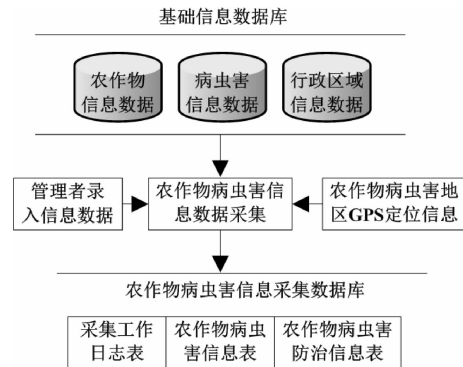 基础信息数据库
农作物
信息数据
病虫害
信息数据
行政区域
信息数据
管理者录
入信息数据
农作物病虫害信
息数据采集
农作物病虫害地
区GPS定位信息
农作物病虫害信息采集数据库
采集工作
日志表
农作物病虫
害信息表
农作物病虫害
防治信息表